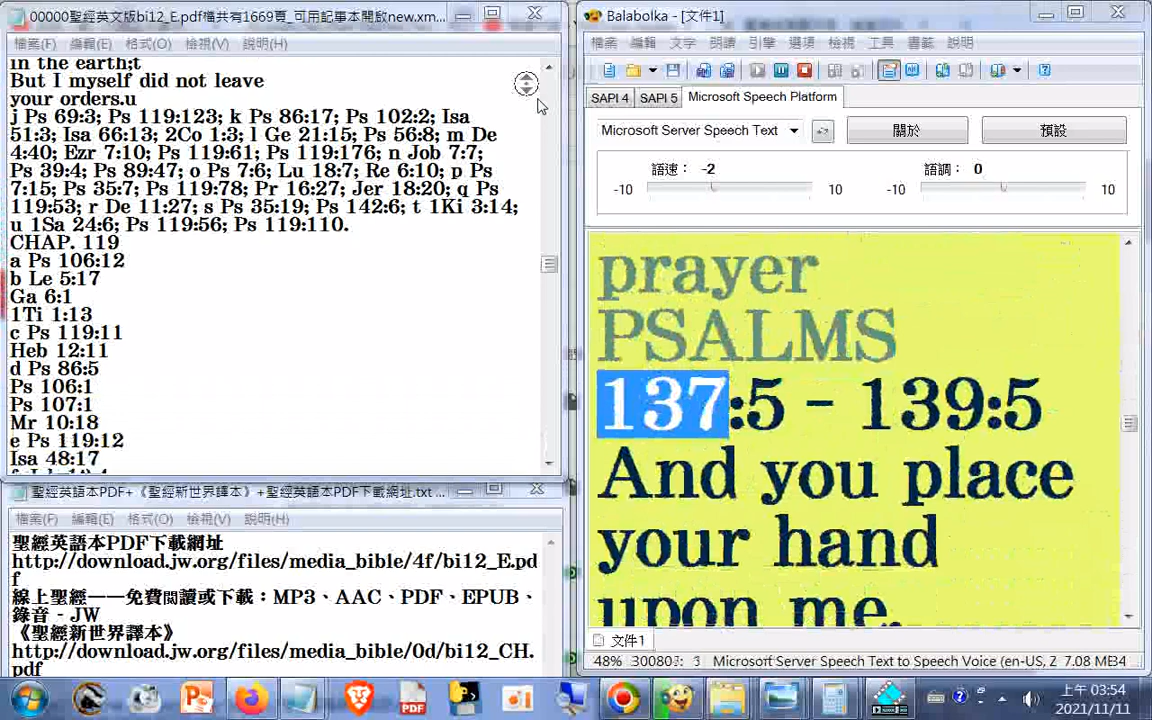 00000聖經英文版bi12_E.pdf檔共有1669頁_可用記事本開啟new.xm...
檔案(F) 編輯(E) 格式(O) 檢視(V) 說明(H)
in the earth;t
But I myself did not leave
your orders.u
j Ps 69:3; Ps 119:123; k Ps 86:17; Ps 102:2; Isa
51:3; Isa 66:13; 2Co 1:3; l Ge 21:15; Ps 56:8; m De
4:40; Ezr 7:10; Ps 119:61; Ps 119:176; n Job 7:7;
Ps 39:4; Ps 89:47; o Ps 7:6; Lu 18:7; Re 6:10; p Ps
7:15; Ps 35:7; Ps 119:78; Pr 16:27; Jer 18:20; q Ps
119:53; r De 11:27; s Ps 35:19; Ps 142:6; t 1Ki 3:14;
u 1Sa 24:6; Ps 119:56; Ps 119:110.
CHAP. 119
a Ps 106:12
b Le 5:17
Ga 6:1
1Ti 1:13
c Ps 119:11
Heb 12:11
d Ps 86:5
Ps 106:1
Ps 107:1
Mr 10:18
e Ps 119:12
Isa 48:17
聖經英語本PDF+《聖經新世界譯本》+聖經英語本PDF下載網址.txt ...
檔案(F) 編輯(E) 格式(O) 檢視(V) 說明(H)
聖經英語本PDF下載網址
http://download.jw.org/files/media_bible/4f/bi12_E.pd
f
線上聖經——免費閱讀或下載：MP3、AAC、PDF、EPUB、
錄音 - JW
《聖經新世界譯本》
http://download.jw.org/files/media_bible/0d/bi12_CH.
pdf
Balabolka - [文件1]
檔案 編輯 文字 朗讀 引擎 選項 檢視 工具 書籤 說明
SAPI 4 SAPI 5 Microsoft Speech Platform
Microsoft Server Speech Text 關於 預設
語速： -2 語調： 0
-10 10 -10 10
prayer
PSALMS
137:5 – 139:5
And you place
your hand
upon me.
文件1
48% Microsoft Server Speech Text to Speech Voice (en-US, Z 7.08 MB
上午 03:54
2021/11/11